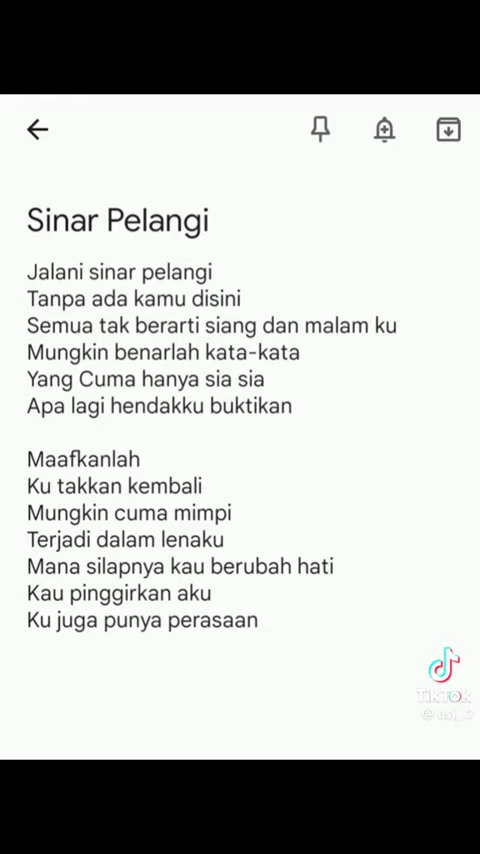 Sinar Pelangi
Jalani sinar pelangi
Tanpa ada kamu disini
Semua tak berarti siang dan malam ku
Mungkin benarlah kata-kata
Yang Cuma hanya sia sia
Apa lagi hendakku buktikan
Maafkanlah
Ku takkan kembali
Mungkin cuma mimpi
Terjadi dalam lenaku
Mana silapnya kau berubah hati
Kau pinggirkan aku
Ku juga punya perasaan
TikTok